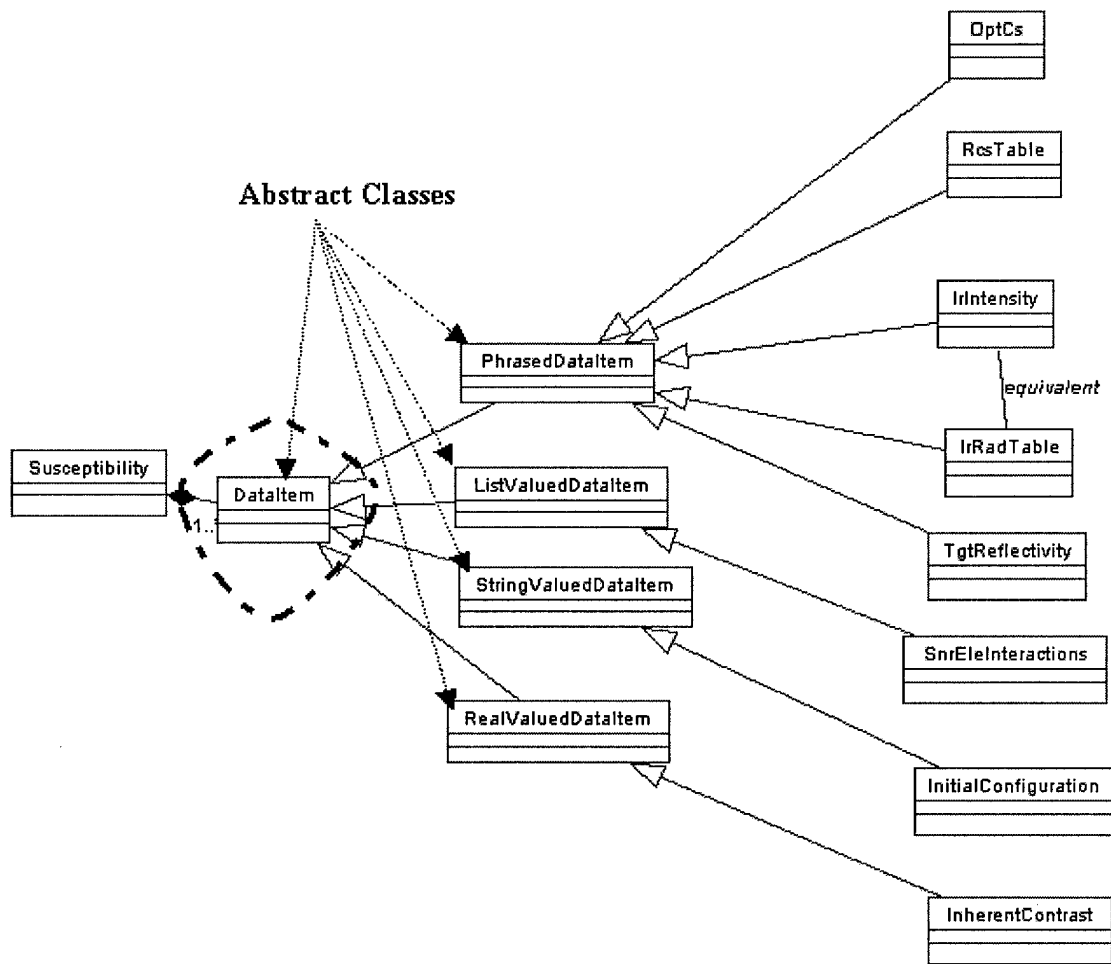 OptCs
RcsTable
Abstract Classes
IrIntensity
PhrasedDataItem
equivalent
IrRadTable
Susceptibility
DataItem
ListValuedDataItem
1..
TgtReflectivity
StringValuedDataItem
SnrEleInteractions
RealValuedDataItem
InitialConfiguration
InherentContrast